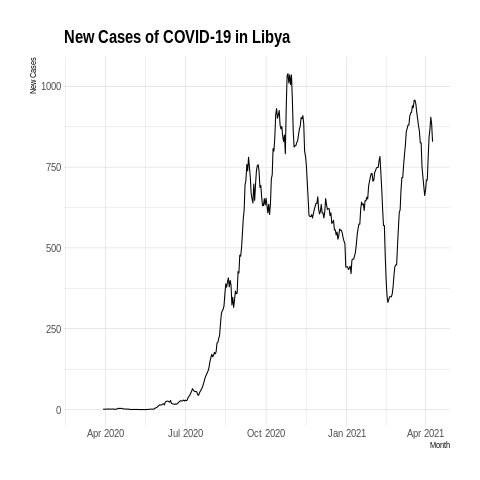 New Cases of COVID-19 in Libya
New Cases
1000
750
500
250
0
Apr 2020 Jul 2020 Oct 2020 Jan 2021 Apr 2021
Month